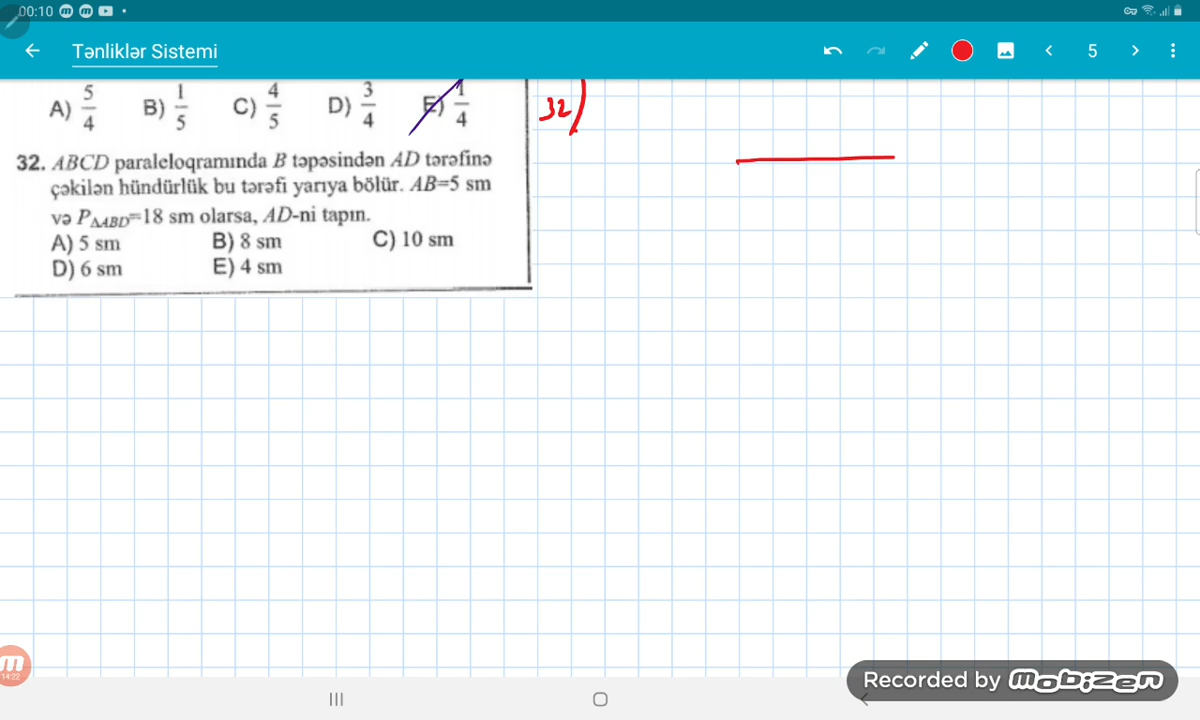 00:10
Tənliklər Sistemi
5
A) 5/4 B) 1/5 C) 4/5 D) 3/4 E) 1/4
32)
32. ABCD paraleloqramında B təpəsindən AD tərəfinə
çəkilən hündürlük bu tərəfi yarıya bölür. AB=5 sm
və P△ABD=18 sm olarsa, AD-ni tapın.
A) 5 sm B) 8 sm C) 10 sm
D) 6 sm E) 4 sm
14:22
Recorded by mobizen